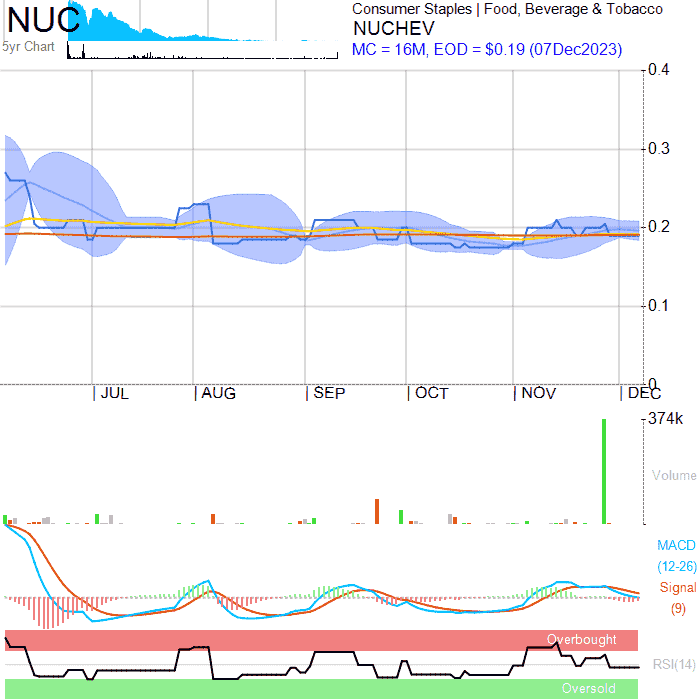 NUC
5yr Chart
Consumer Staples | Food, Beverage & Tobacco
NUCHEV
MC = 16M, EOD = $0.19 (07Dec2023)
0.4
0.3
0.2
0.1
0
JUL AUG SEP OCT NOV DEC
374k
Volume
MACD
(12-26)
Signal
(9)
Overbought
RSI(14)
Oversold